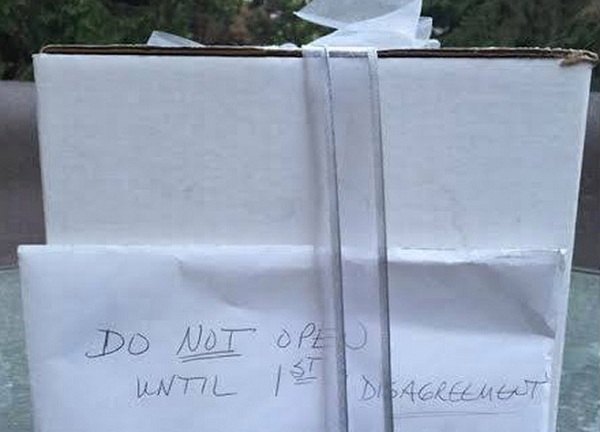 DO NOT OPEN
UNTIL 1ST DISAGREEMENT